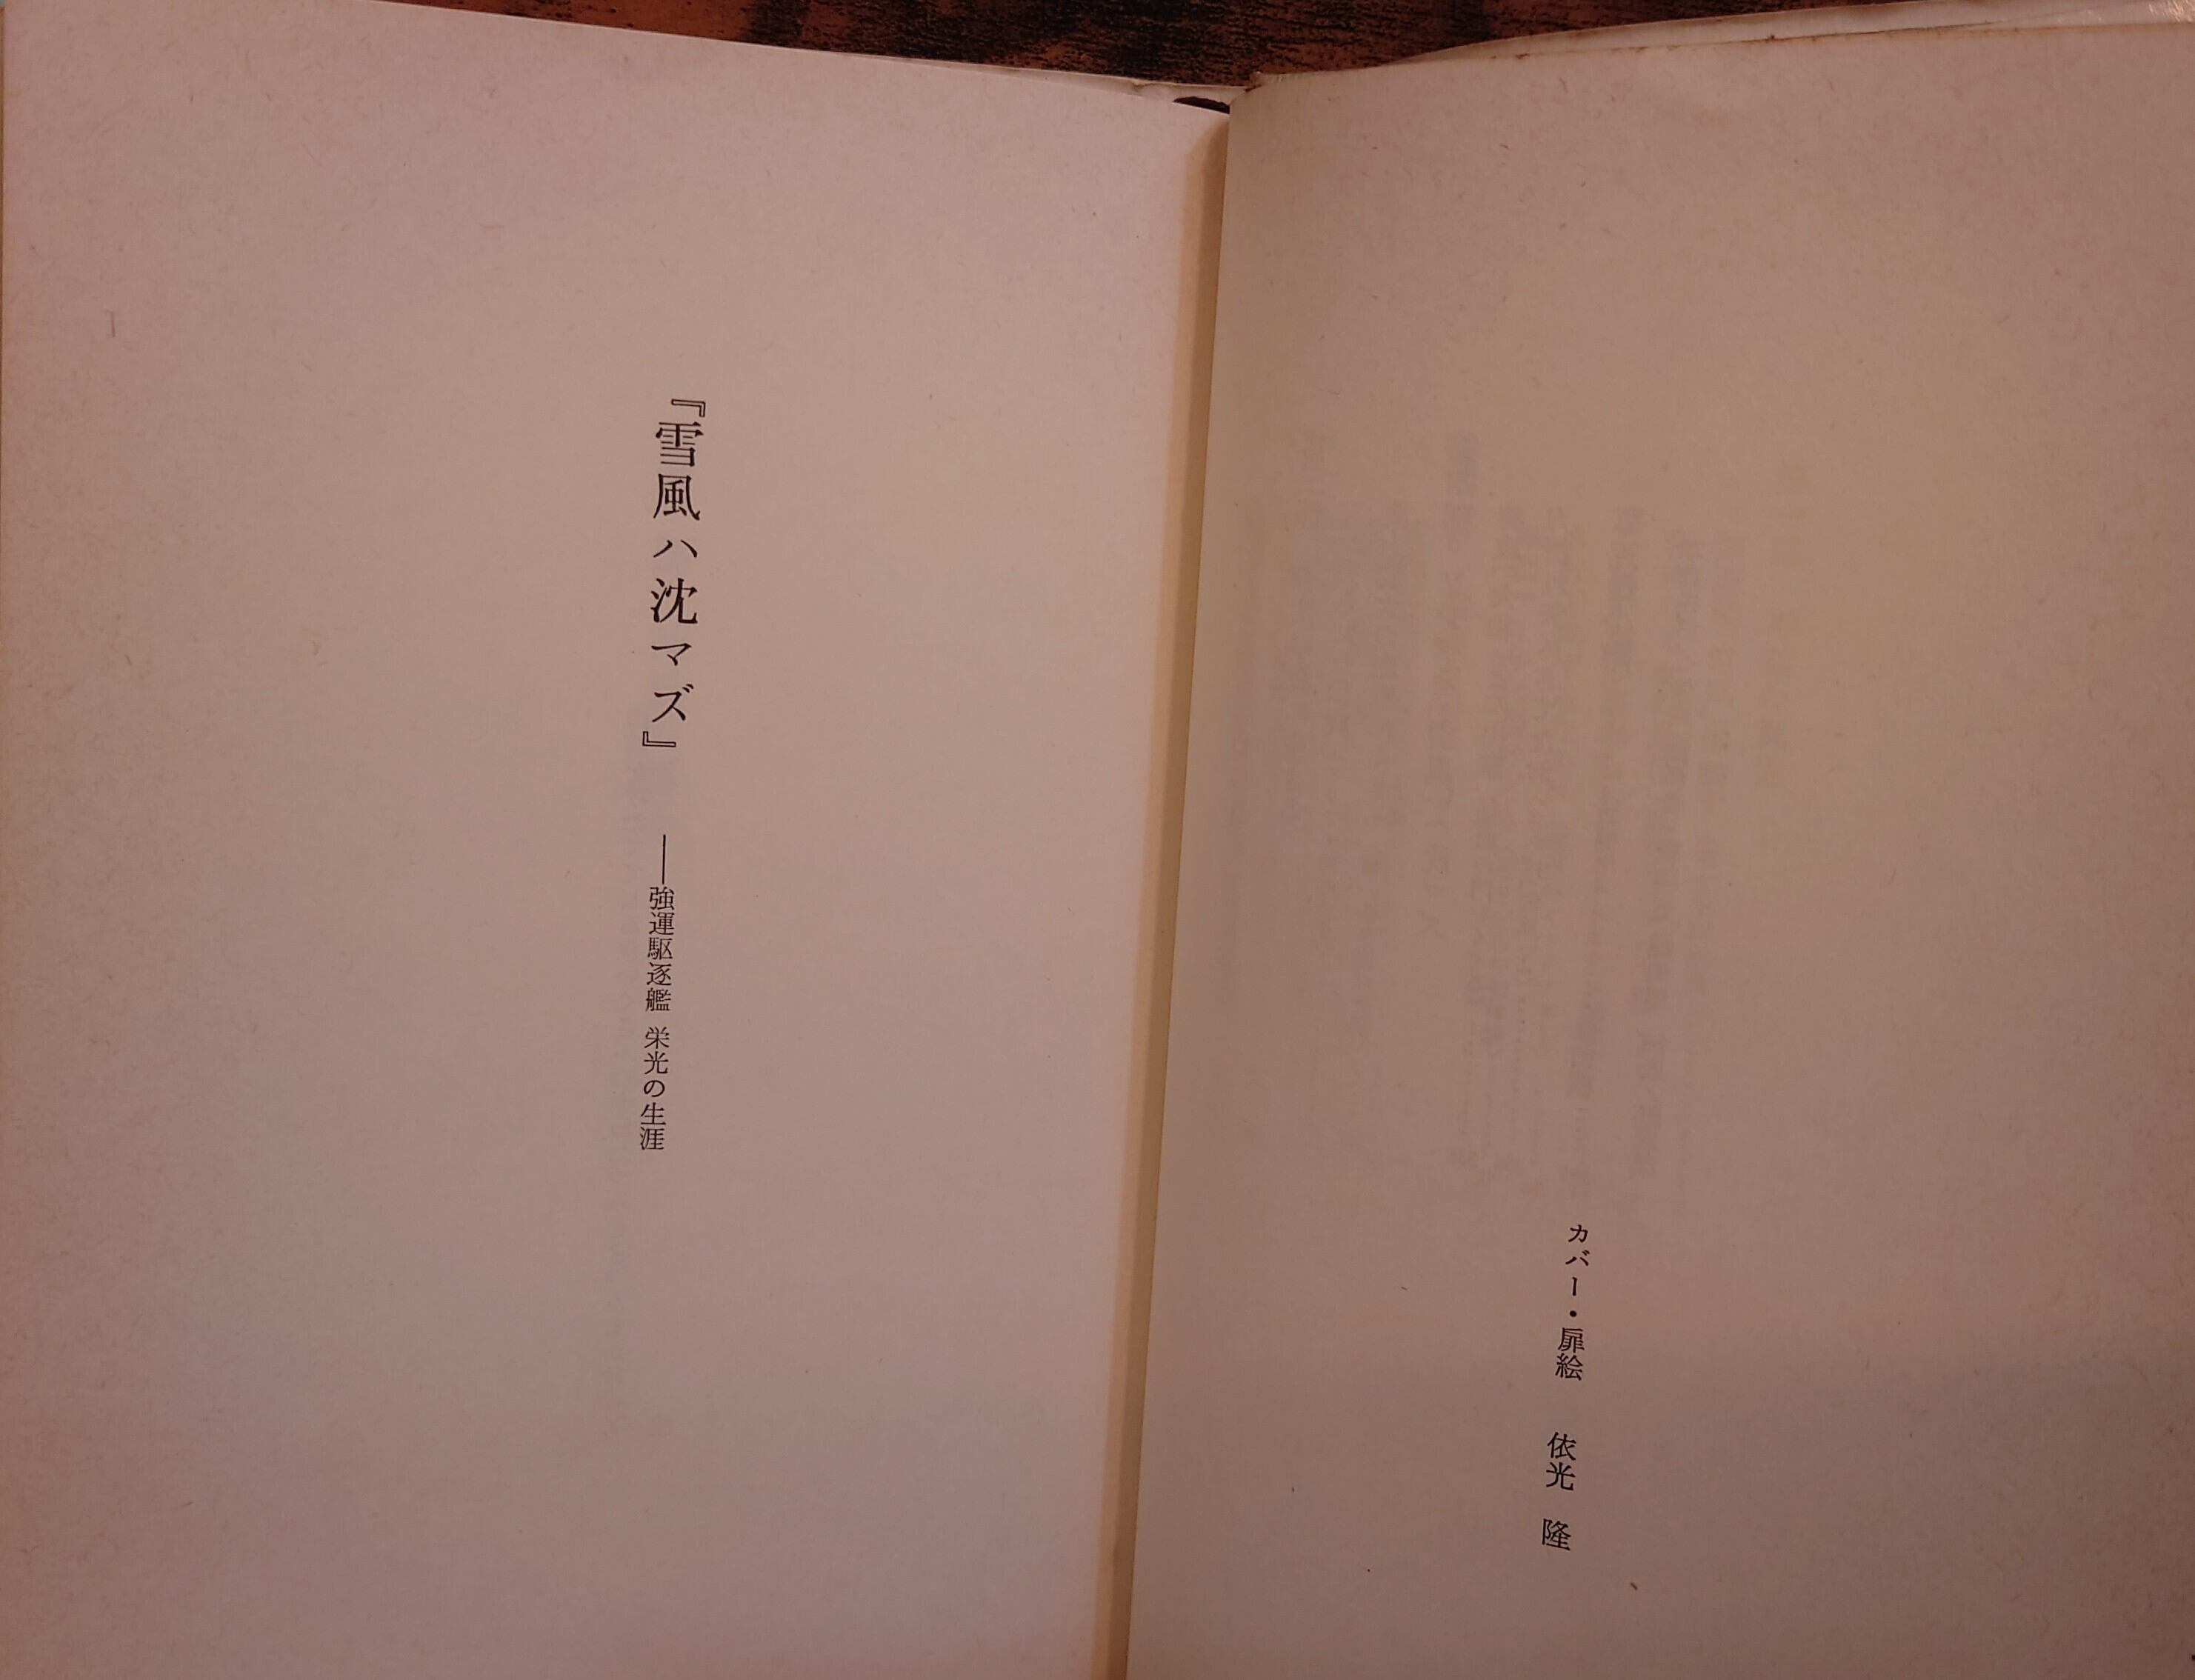 カバー・扉絵　依光　隆
『雪風ハ沈マズ』　――強運駆逐艦 栄光の生涯